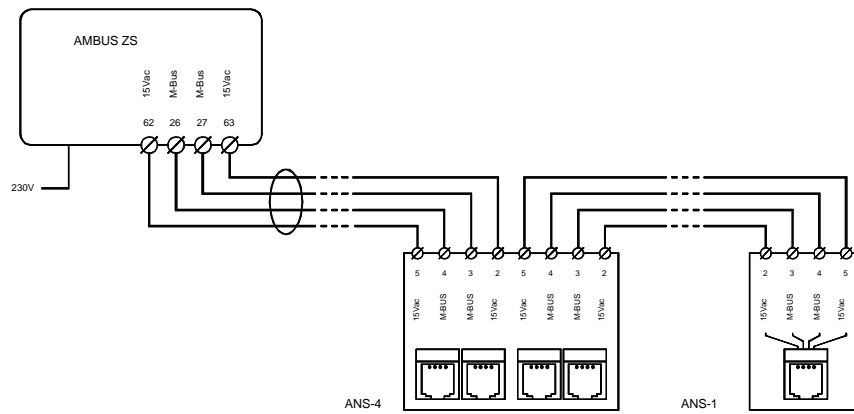 AMBUS ZS
15Vac M-Bus M-Bus 15Vac
62 26 27 63
230V
5 4 3 2 5 4 3 2
15Vac M-BUS M-BUS 15Vac 15Vac M-BUS M-BUS 15Vac
ANS-4
2 3 4 5
15Vac M-BUS M-BUS 15Vac
ANS-1